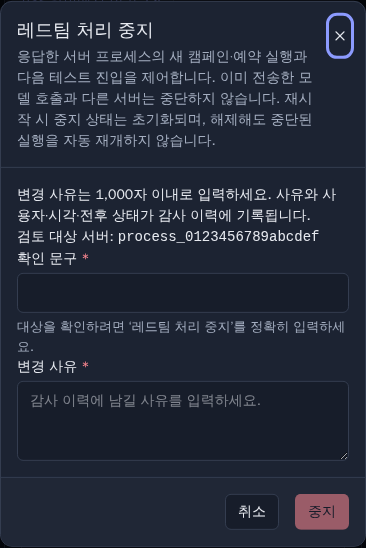 레드팀 처리 중지
응답한 서버 프로세스의 새 캠페인·예약 실행과
다음 테스트 진입을 제어합니다. 이미 전송한 모
델 호출과 다른 서버는 중단하지 않습니다. 재시
작 시 중지 상태는 초기화되며, 해제해도 중단된
실행을 자동 재개하지 않습니다.
변경 사유는 1,000자 이내로 입력하세요. 사유와 사
용자·시각·전후 상태가 감사 이력에 기록됩니다.
검토 대상 서버: process_0123456789abcdef
확인 문구 *
대상을 확인하려면 '레드팀 처리 중지'를 정확히 입력하세
요.
변경 사유 *
감사 이력에 남길 사유를 입력하세요.
취소 중지